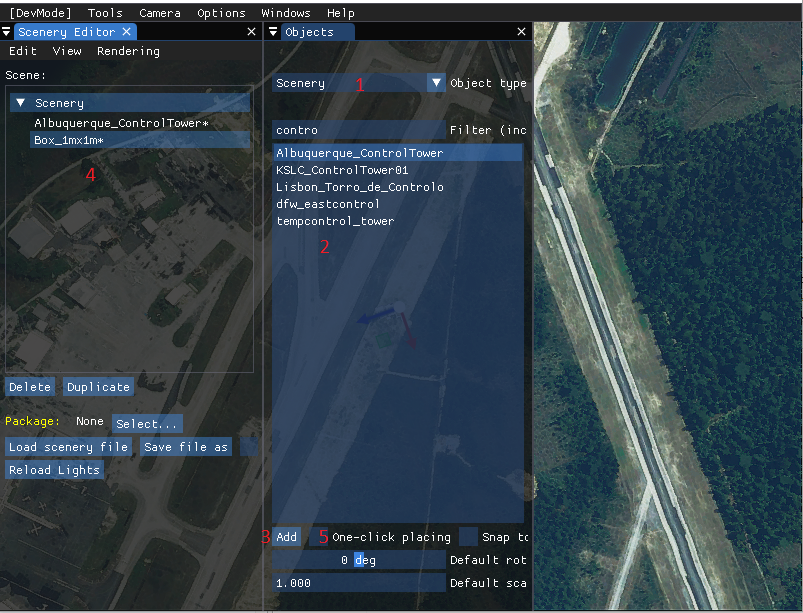 [DevMode] Tools Camera Options Windows Help
Scenery Editor
Edit View Rendering
Scene:
Scenery
Albuquerque_ControlTower*
Box_1mx1m*
4
Delete Duplicate
Package: None Select...
Load scenery file Save file as
Reload Lights
Objects
Scenery 1 Object type
contro Filter (inc
Albuquerque_ControlTower
KSLC_ControlTower01
Lisbon_Torro_de_Controlo
dfw_eastcontrol
tempcontrol_tower
2
3 Add 5 One-click placing Snap to
0 deg Default rot
1.000 Default sca